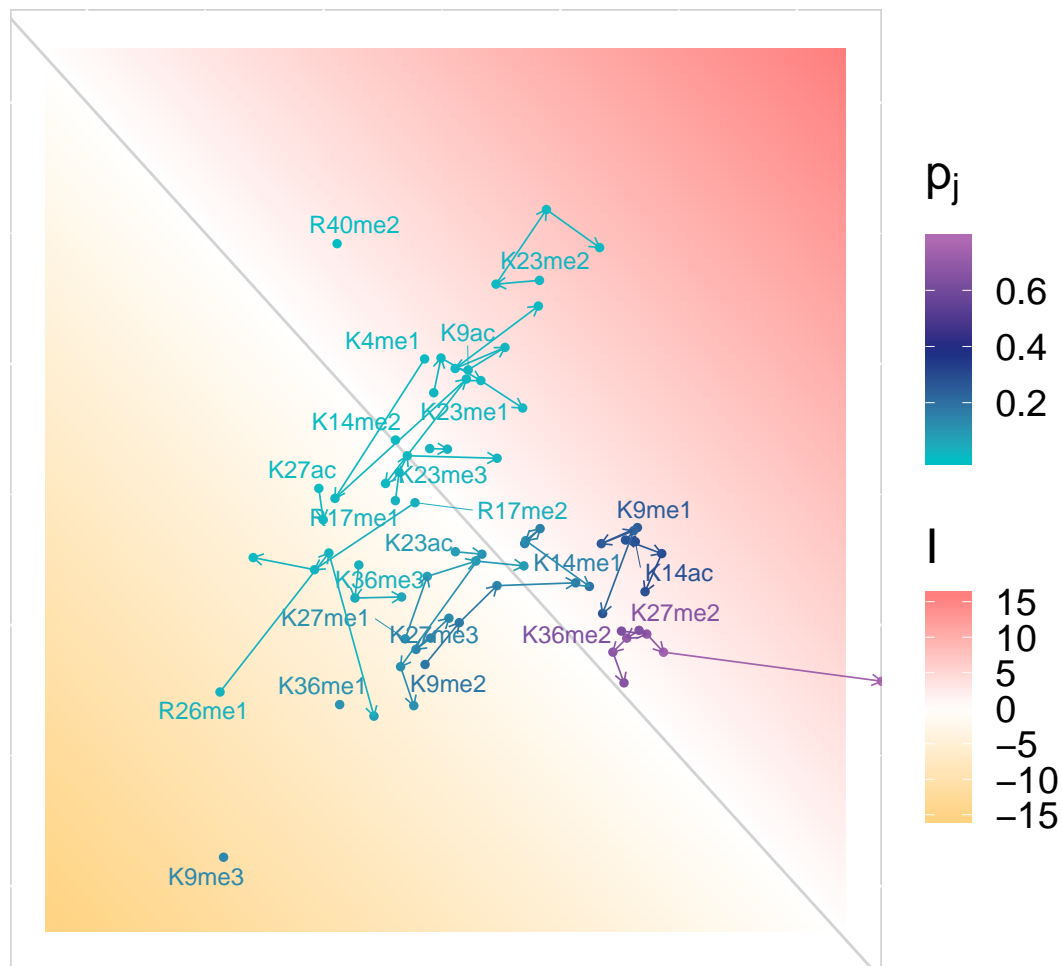 R40me2
K23me2
K9ac
K4me1
K23me1
K14me2
K27ac
K23me3
R17me1
R17me2
K9me1
K23ac
K14me1
K14ac
K36me3
K27me1
K27me3
K27me2
K36me2
K9me2
K36me1
R26me1
K9me3
pj
0.6
0.4
0.2
I
15
10
5
0
−5
−10
−15